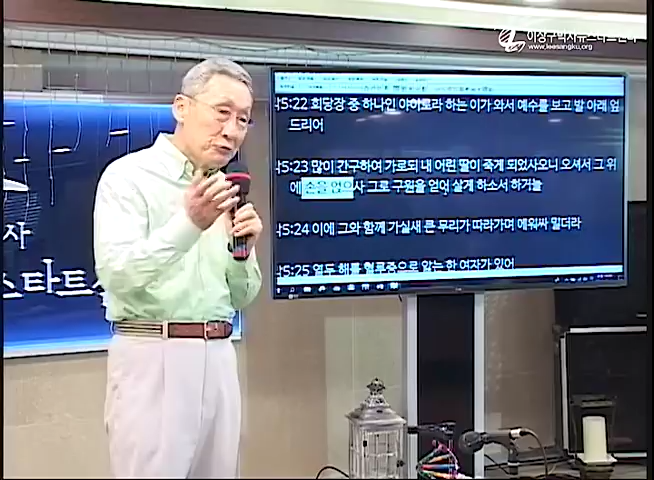 이상구박사뉴스타트센터
www.leesangku.org
막5:22 회당장 중 하나인 야이로라 하는 이가 와서 예수를 보고 발 아래 엎
드리어
막5:23 많이 간구하여 가로되 내 어린 딸이 죽게 되었사오니 오셔서 그 위
에 손을 얹으사 그로 구원을 얻어 살게 하소서 하거늘
막5:24 이에 그와 함께 가실새 큰 무리가 따라가며 에워싸 밀더라
막5:25 열두 해를 혈루증으로 앓는 한 여자가 있어
사
스타트